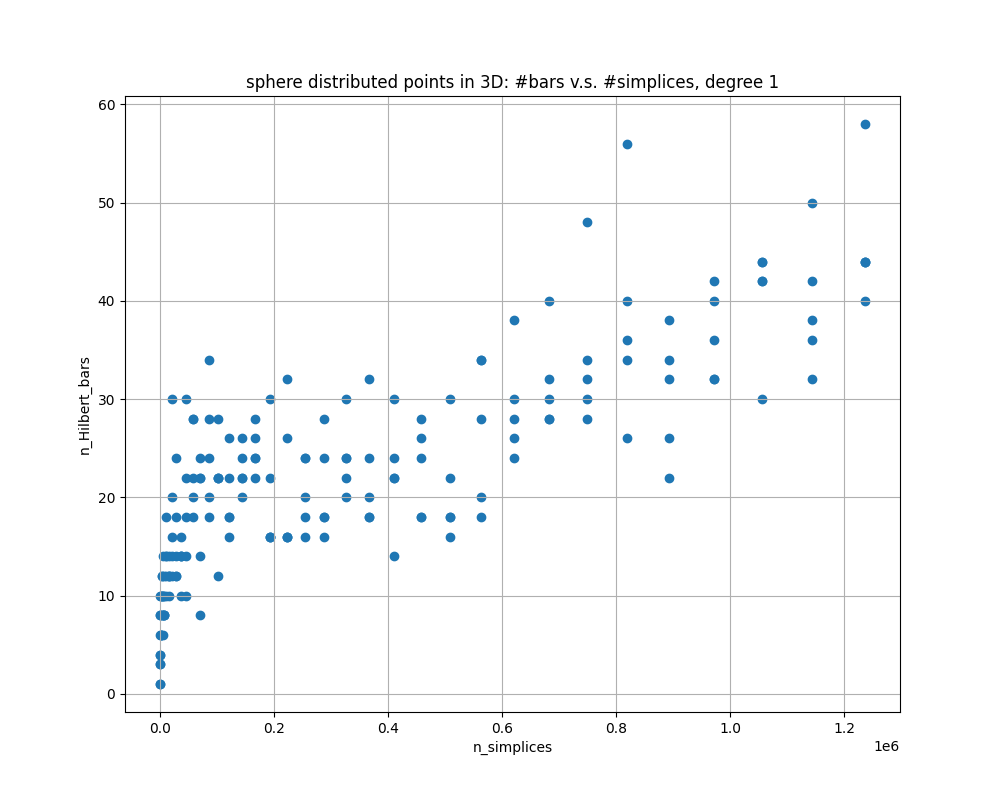 sphere distributed points in 3D: #bars v.s. #simplices, degree 1
60
50
40
30
20
10
0
n_Hilbert_bars
0.0 0.2 0.4 0.6 0.8 1.0 1.2
1e6
n_simplices